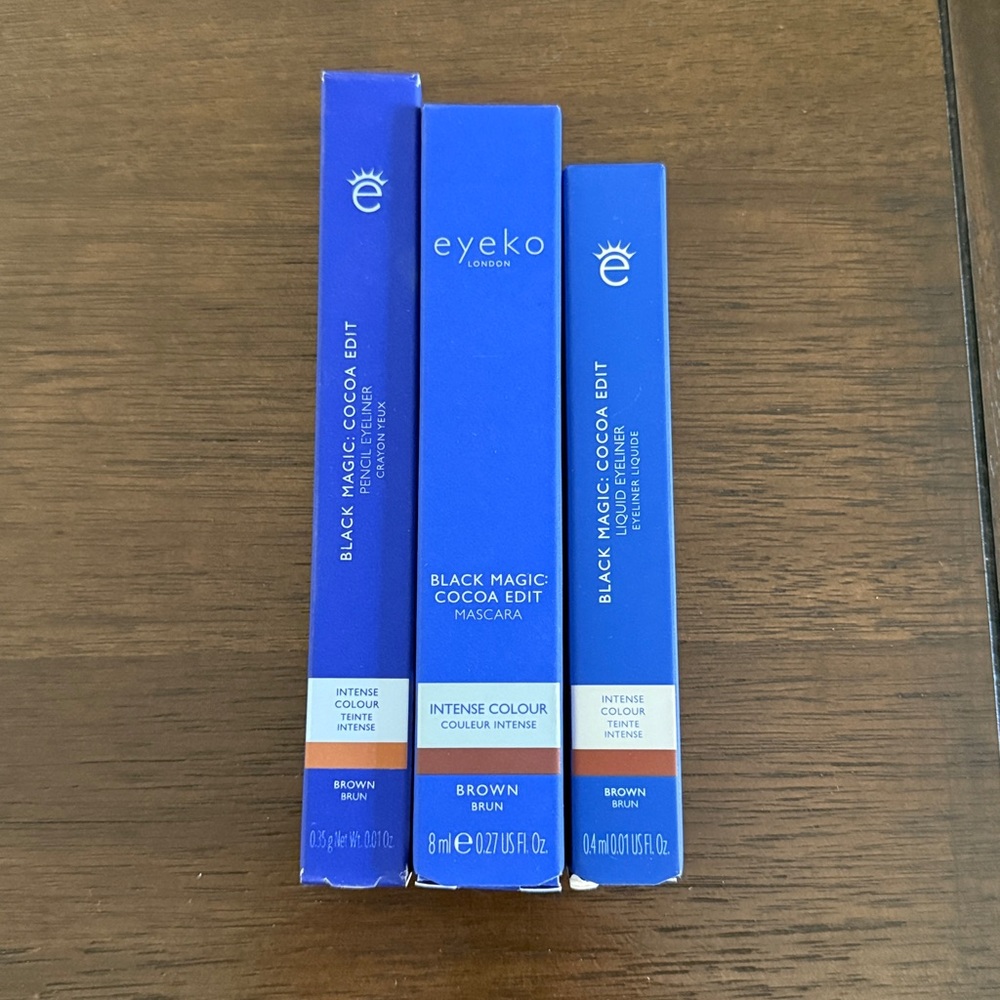 e
BLACK MAGIC: COCOA EDIT
PENCIL EYELINER
CRAYON YEUX
INTENSE
COLOUR
TEINTE
INTENSE
BROWN
BRUN
0.35 g Net Wt. 0.01 Oz.
eyeko
LONDON
BLACK MAGIC:
COCOA EDIT
MASCARA
INTENSE COLOUR
COULEUR INTENSE
BROWN
BRUN
8 ml e 0.27 US Fl. Oz.
e
BLACK MAGIC: COCOA EDIT
LIQUID EYELINER
EYELINER LIQUIDE
INTENSE
COLOUR
TEINTE
INTENSE
BROWN
BRUN
0.4 ml 0.01 US Fl. Oz.